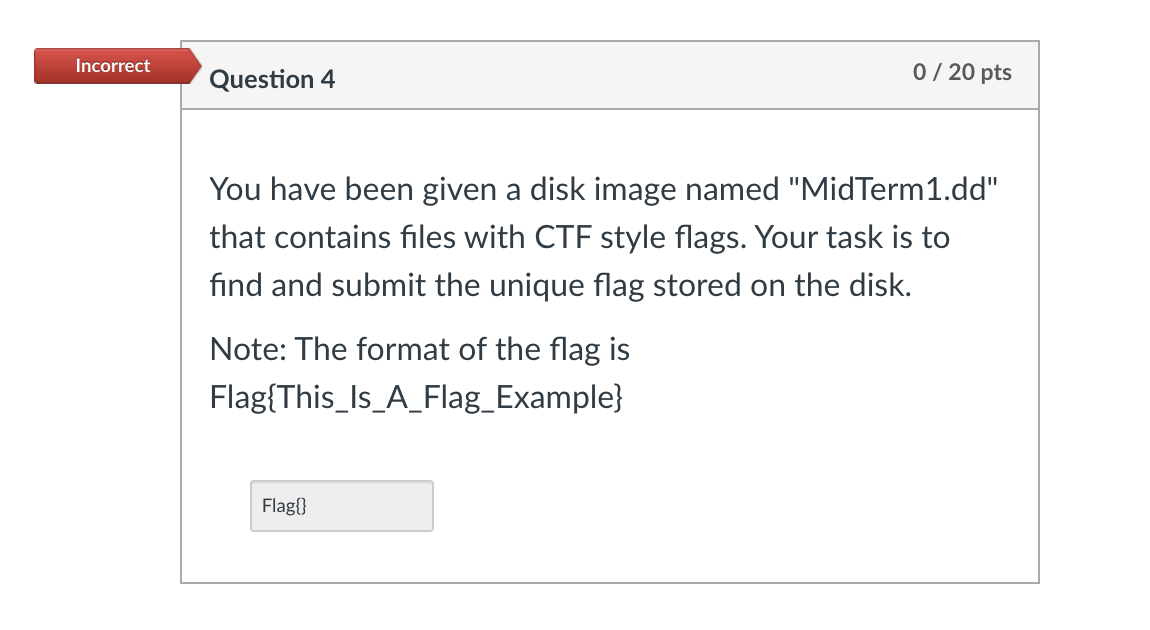 Incorrect
Question 4
0 / 20 pts
You have been given a disk image named "MidTerm1.dd"
that contains files with CTF style flags. Your task is to
find and submit the unique flag stored on the disk.
Note: The format of the flag is
Flag{This_Is_A_Flag_Example}
Flag{}